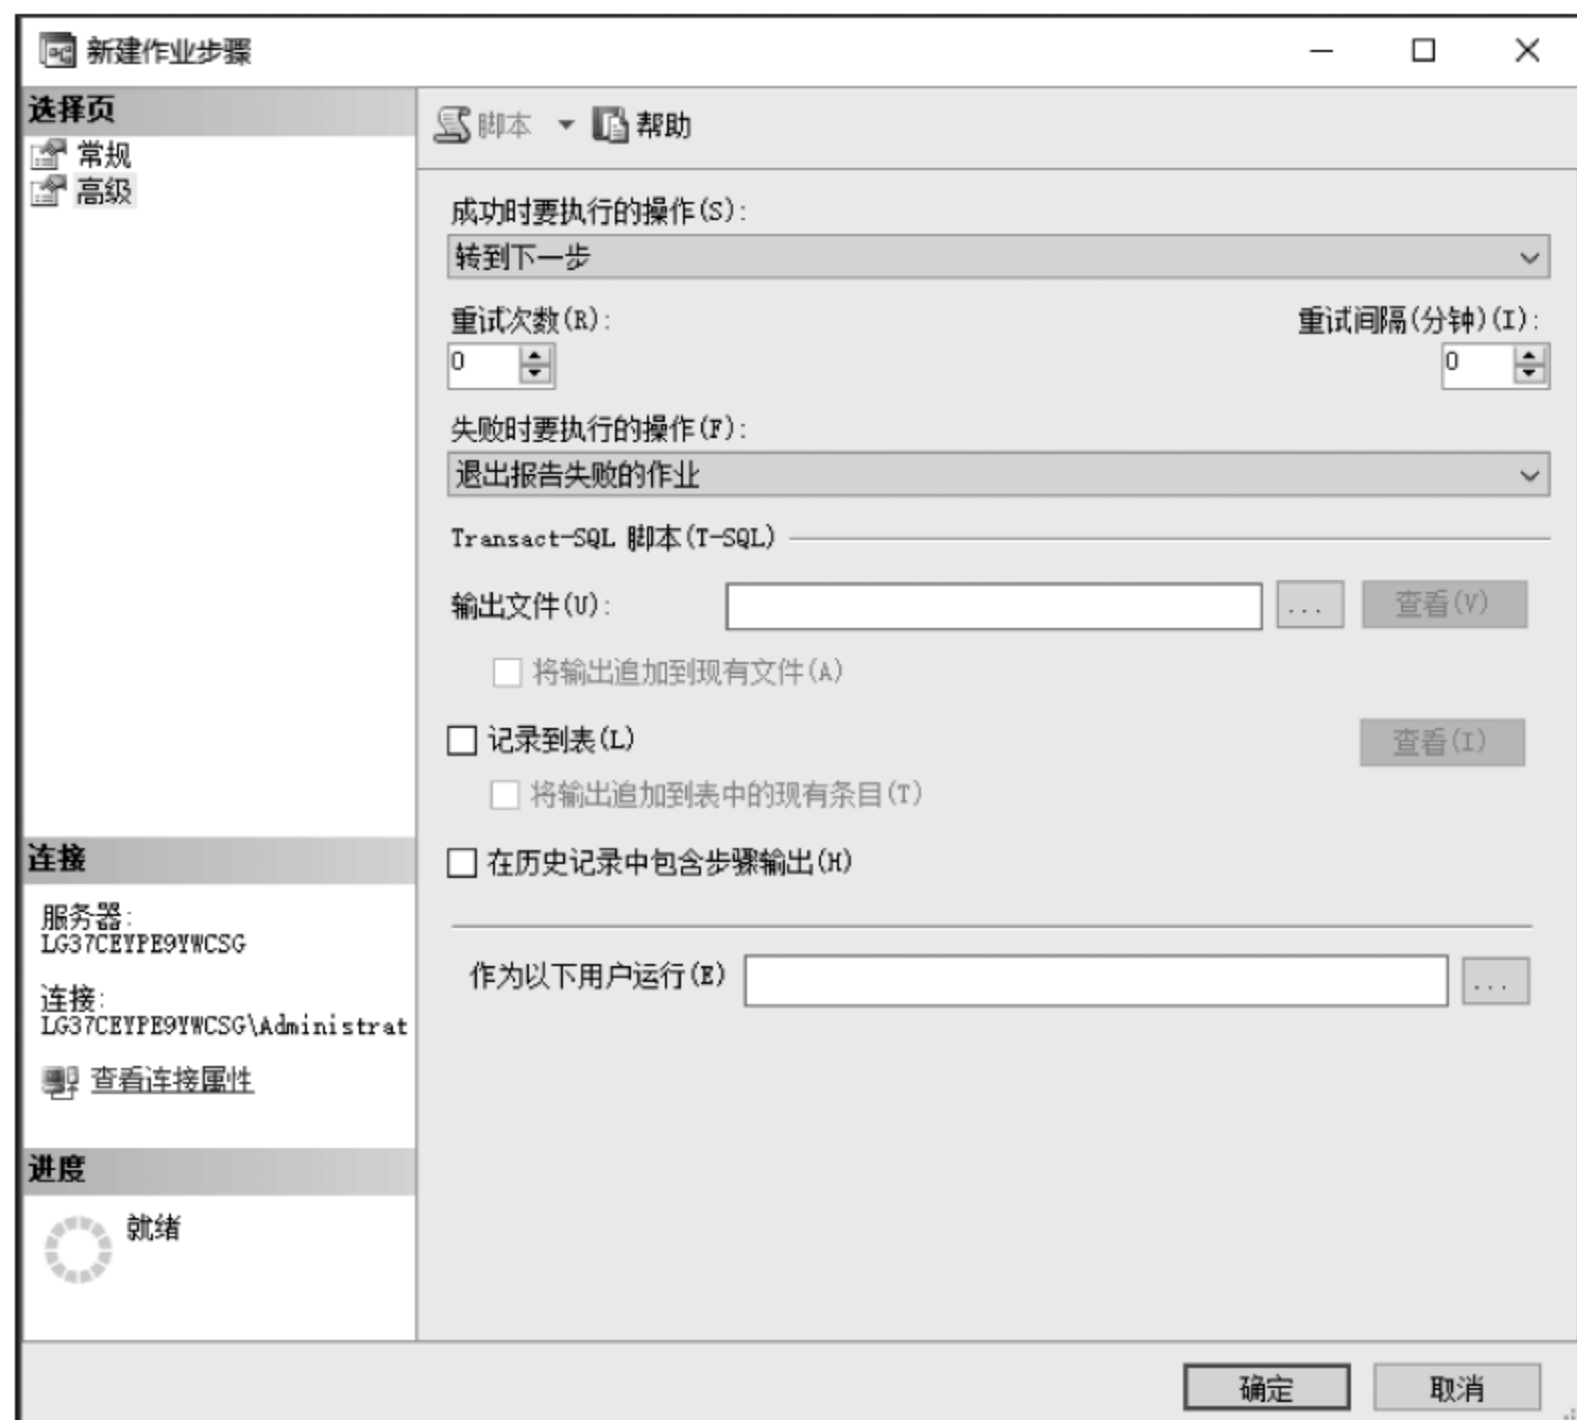 新建作业步骤
选择页
常规
高级
脚本 帮助
成功时要执行的操作(S):
转到下一步
重试次数(R): 重试间隔(分钟)(I):
0 0
失败时要执行的操作(F):
退出报告失败的作业
Transact-SQL 脚本(T-SQL)
输出文件(U): ... 查看(V)
将输出追加到现有文件(A)
记录到表(L) 查看(I)
将输出追加到表中的现有条目(T)
在历史记录中包含步骤输出(H)
作为以下用户运行(E) ...
连接
服务器:
LG37CEYPE9YWCSG
连接:
LG37CEYPE9YWCSG\Administrat
查看连接属性
进度
就绪
确定 取消